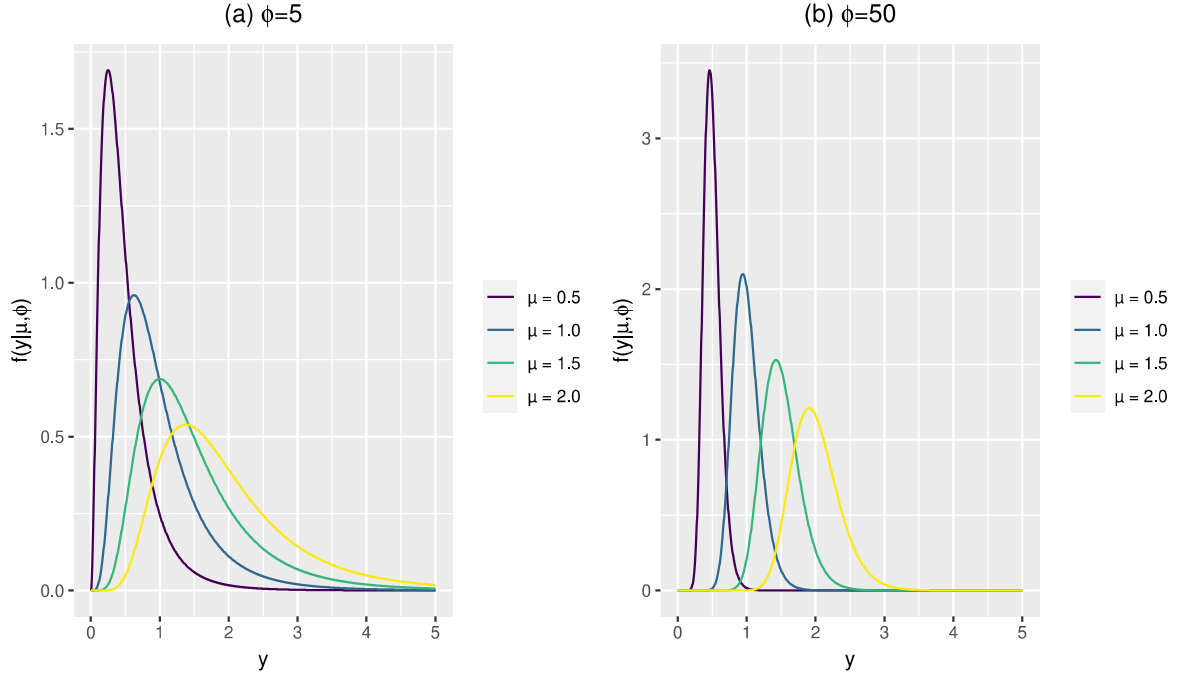 (a) ϕ=5
f(y|μ,ϕ)
1.5
1.0
0.5
0.0
0 1 2 3 4 5
y
μ = 0.5
μ = 1.0
μ = 1.5
μ = 2.0
(b) ϕ=50
f(y|μ,ϕ)
3
2
1
0
0 1 2 3 4 5
y
μ = 0.5
μ = 1.0
μ = 1.5
μ = 2.0